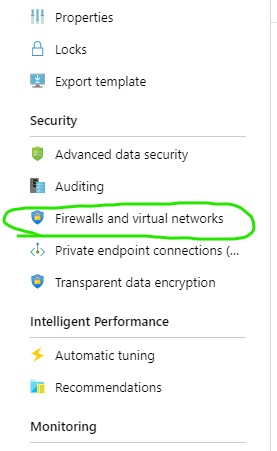 Properties
Locks
Export template
Security
Advanced data security
Auditing
Firewalls and virtual networks
Private endpoint connections (...
Transparent data encryption
Intelligent Performance
Automatic tuning
Recommendations
Monitoring